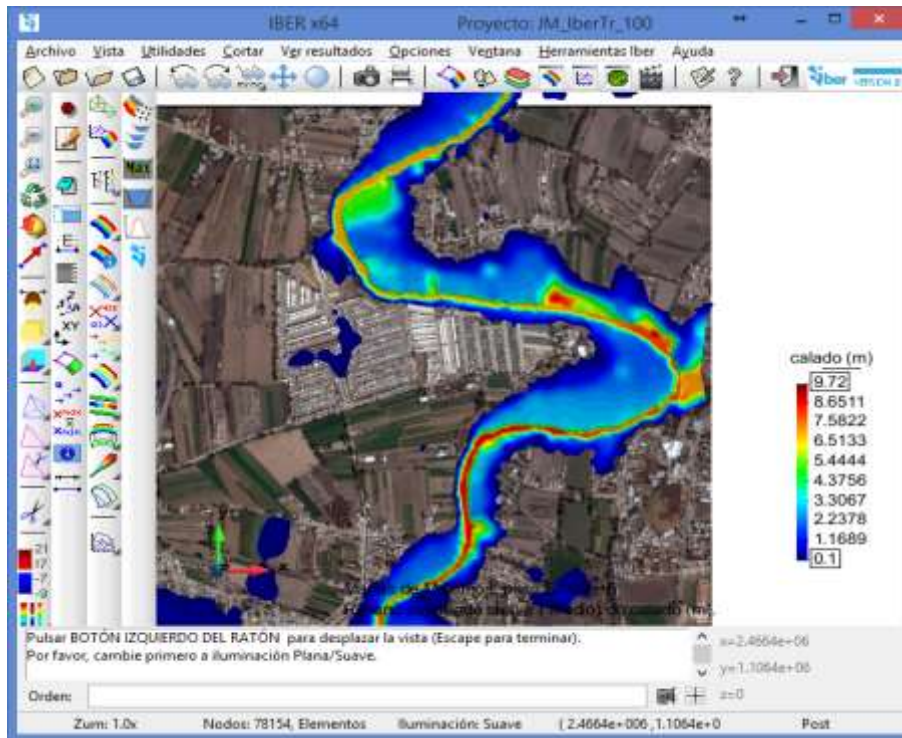 IBER x64 Proyecto: JM_IberTr_100
Archivo Vista Utilidades Cortar Ver resultados Opciones Ventana Herramientas Iber Ayuda
Iber
Max
calado (m)
9.72
8.6511
7.5822
6.5133
5.4444
4.3756
3.3067
2.2378
1.1689
0.1
Pulsar BOTÓN IZQUIERDO DEL RATÓN para desplazar la vista (Escape para terminar).
Por favor, cambie primero a iluminación Plana/Suave.
x=2.4664e+06
y=1.1064e+06
z=0
Orden:
Zum: 1.0x Nodos: 78154, Elementos Iluminación: Suave ( 2.4664e+006 ,1.1064e+0 Post